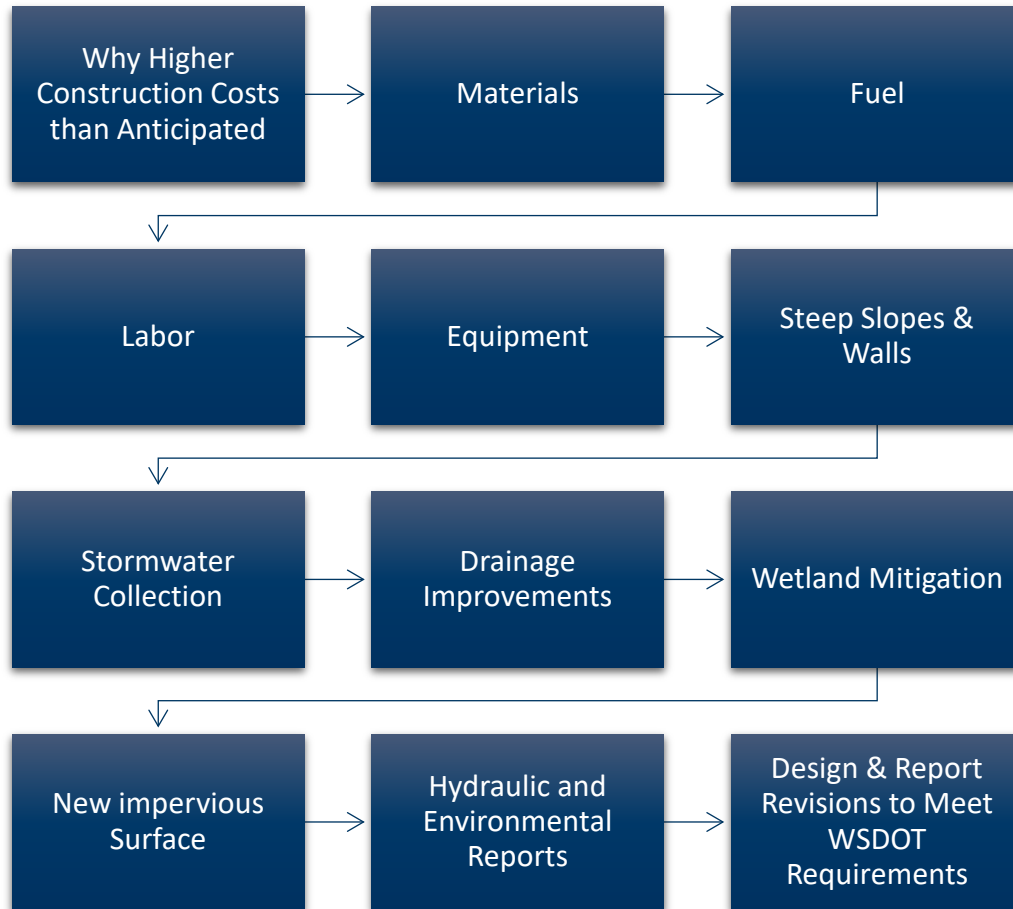 Why Higher
Construction Costs
than Anticipated
Materials
Fuel
Labor
Equipment
Steep Slopes &
Walls
Stormwater
Collection
Drainage
Improvements
Wetland Mitigation
New impervious
Surface
Hydraulic and
Environmental
Reports
Design & Report
Revisions to Meet
WSDOT
Requirements